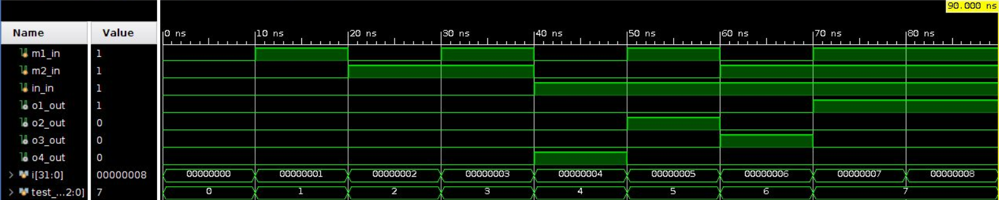 90.000 ns
Name Value 0 ns 10 ns 20 ns 30 ns 40 ns 50 ns 60 ns 70 ns 80 ns
m1_in 1
m2_in 1
in_in 1
o1_out 1
o2_out 0
o3_out 0
o4_out 0
i[31:0] 00000008 00000000 00000001 00000002 00000003 00000004 00000005 00000006 00000007 00000008
test_...2:0] 7 0 1 2 3 4 5 6 7